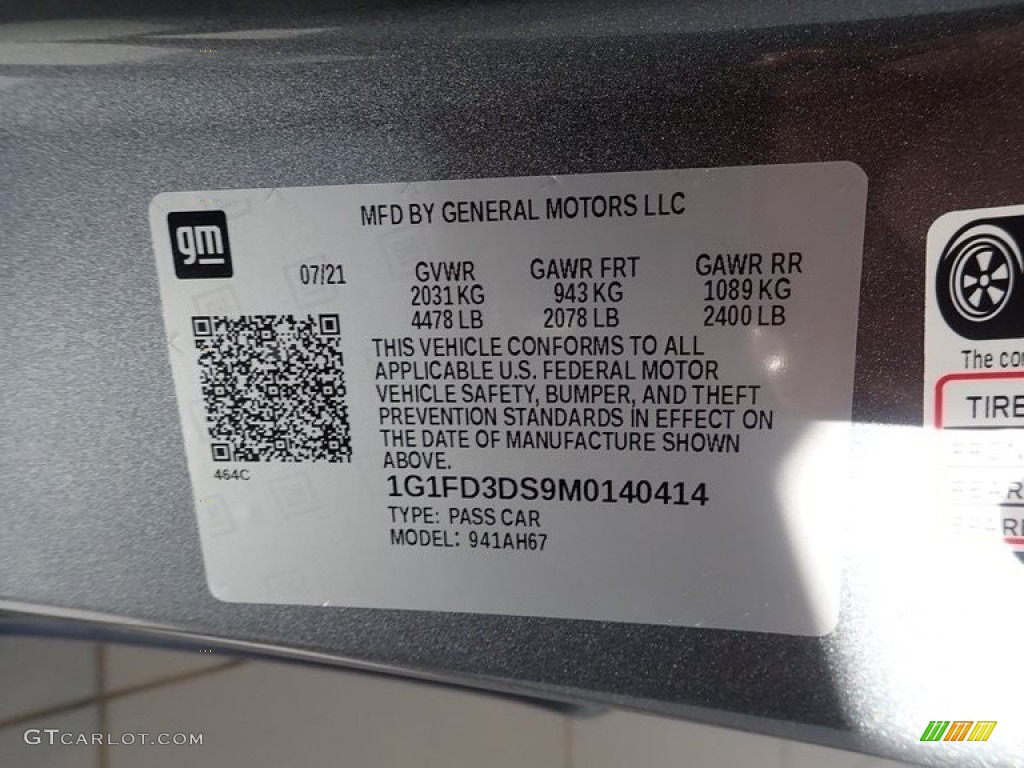 gm
MFD BY GENERAL MOTORS LLC
07/21 GVWR GAWR FRT GAWR RR
2031 KG 943 KG 1089 KG
4478 LB 2078 LB 2400 LB
THIS VEHICLE CONFORMS TO ALL
APPLICABLE U.S. FEDERAL MOTOR
VEHICLE SAFETY, BUMPER, AND THEFT
PREVENTION STANDARDS IN EFFECT ON
THE DATE OF MANUFACTURE SHOWN
ABOVE.
464C
1G1FD3DS9M0140414
TYPE: PASS CAR
MODEL: 941AH67
The
TIRE
GTCARLOT.COM